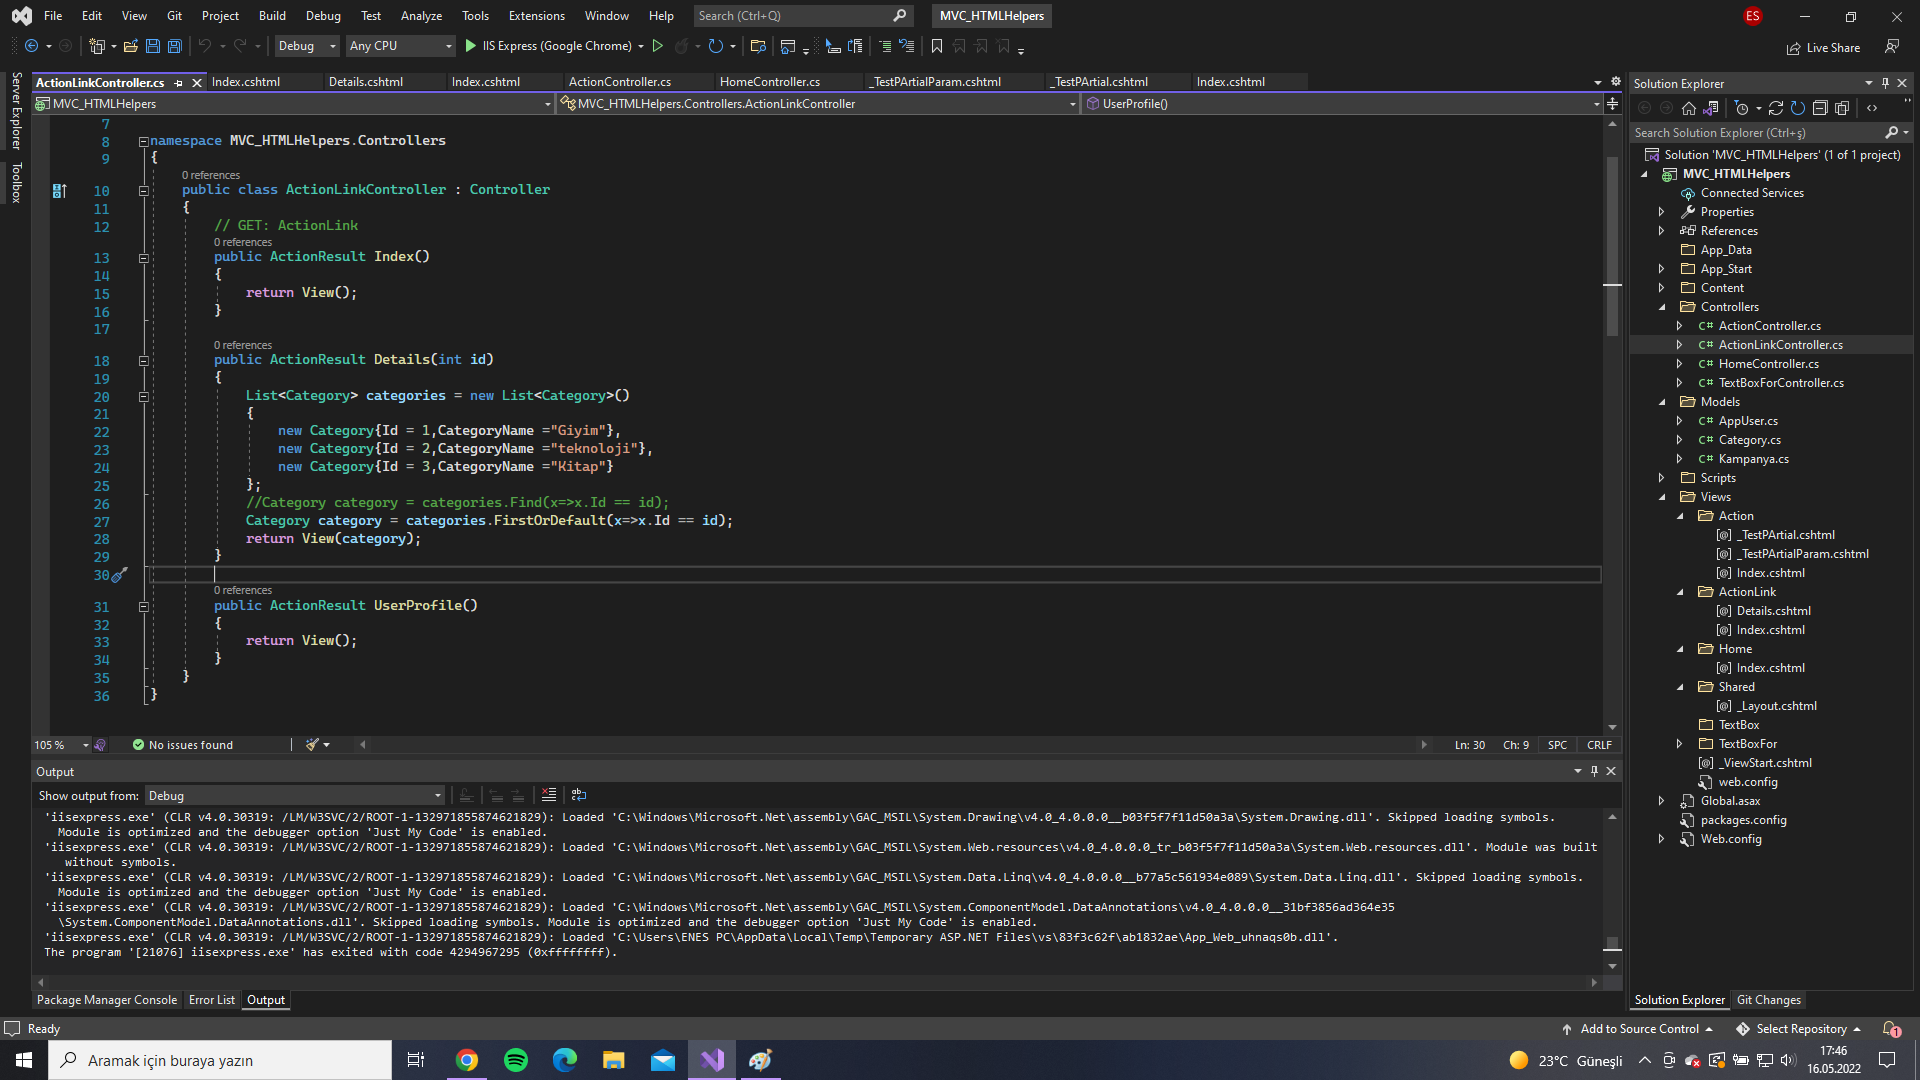 File Edit View Git Project Build Debug Test Analyze Tools Extensions Window Help Search (Ctrl+Q) MVC_HTMLHelpers ES
Debug Any CPU IIS Express (Google Chrome) Live Share
Server Explorer
Toolbox
ActionLinkController.cs Index.cshtml Details.cshtml Index.cshtml ActionController.cs HomeController.cs _TestPArtialParam.cshtml _TestPArtial.cshtml Index.cshtml
MVC_HTMLHelpers MVC_HTMLHelpers.Controllers.ActionLinkController UserProfile()
7
8 namespace MVC_HTMLHelpers.Controllers
9 {
0 references
10 public class ActionLinkController : Controller
11 {
12 // GET: ActionLink
0 references
13 public ActionResult Index()
14 {
15 return View();
16 }
17
0 references
18 public ActionResult Details(int id)
19 {
20 List<Category> categories = new List<Category>()
21 {
22 new Category{Id = 1,CategoryName ="Giyim"},
23 new Category{Id = 2,CategoryName ="teknoloji"},
24 new Category{Id = 3,CategoryName ="Kitap"}
25 };
26 //Category category = categories.Find(x=>x.Id == id);
27 Category category = categories.FirstOrDefault(x=>x.Id == id);
28 return View(category);
29 }
30
0 references
31 public ActionResult UserProfile()
32 {
33 return View();
34 }
35 }
36 }
105 % No issues found Ln: 30 Ch: 9 SPC CRLF
Output
Show output from: Debug
'iisexpress.exe' (CLR v4.0.30319: /LM/W3SVC/2/ROOT-1-132971855874621829): Loaded 'C:\Windows\Microsoft.Net\assembly\GAC_MSIL\System.Drawing\v4.0_4.0.0.0__b03f5f7f11d50a3a\System.Drawing.dll'. Skipped loading symbols.
Module is optimized and the debugger option 'Just My Code' is enabled.
'iisexpress.exe' (CLR v4.0.30319: /LM/W3SVC/2/ROOT-1-132971855874621829): Loaded 'C:\Windows\Microsoft.Net\assembly\GAC_MSIL\System.Web.resources\v4.0_4.0.0.0_tr_b03f5f7f11d50a3a\System.Web.resources.dll'. Module was built
without symbols.
'iisexpress.exe' (CLR v4.0.30319: /LM/W3SVC/2/ROOT-1-132971855874621829): Loaded 'C:\Windows\Microsoft.Net\assembly\GAC_MSIL\System.Data.Linq\v4.0_4.0.0.0__b77a5c561934e089\System.Data.Linq.dll'. Skipped loading symbols.
Module is optimized and the debugger option 'Just My Code' is enabled.
'iisexpress.exe' (CLR v4.0.30319: /LM/W3SVC/2/ROOT-1-132971855874621829): Loaded 'C:\Windows\Microsoft.Net\assembly\GAC_MSIL\System.ComponentModel.DataAnnotations\v4.0_4.0.0.0__31bf3856ad364e35
\System.ComponentModel.DataAnnotations.dll'. Skipped loading symbols. Module is optimized and the debugger option 'Just My Code' is enabled.
'iisexpress.exe' (CLR v4.0.30319: /LM/W3SVC/2/ROOT-1-132971855874621829): Loaded 'C:\Users\ENES PC\AppData\Local\Temp\Temporary ASP.NET Files\vs\83f3c62f\ab1832ae\App_Web_uhnaqs0b.dll'.
The program '[21076] iisexpress.exe' has exited with code 4294967295 (0xffffffff).
Package Manager Console Error List Output
Solution Explorer
Search Solution Explorer (Ctrl+ş)
Solution 'MVC_HTMLHelpers' (1 of 1 project)
MVC_HTMLHelpers
Connected Services
Properties
References
App_Data
App_Start
Content
Controllers
C# ActionController.cs
C# ActionLinkController.cs
C# HomeController.cs
C# TextBoxForController.cs
Models
C# AppUser.cs
C# Category.cs
C# Kampanya.cs
Scripts
Views
Action
[@] _TestPArtial.cshtml
[@] _TestPArtialParam.cshtml
[@] Index.cshtml
ActionLink
[@] Details.cshtml
[@] Index.cshtml
Home
[@] Index.cshtml
Shared
[@] _Layout.cshtml
TextBox
TextBoxFor
[@] _ViewStart.cshtml
web.config
Global.asax
packages.config
Web.config
Solution Explorer Git Changes
Ready Add to Source Control Select Repository 1
Aramak için buraya yazın 23°C Güneşli 17:46
16.05.2022